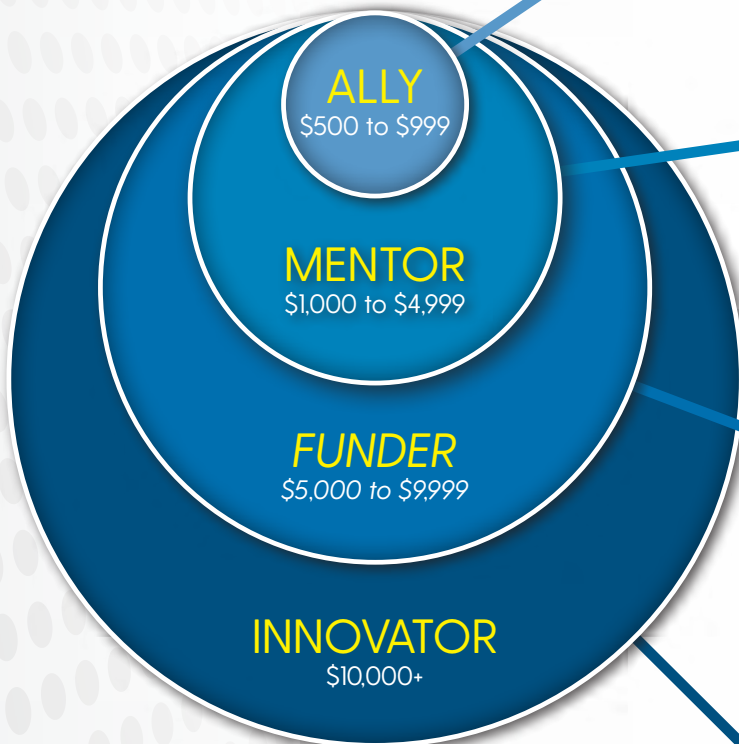 ALLY
$500 to $999
MENTOR
$1,000 to $4,999
FUNDER
$5,000 to $9,999
INNOVATOR
$10,000+